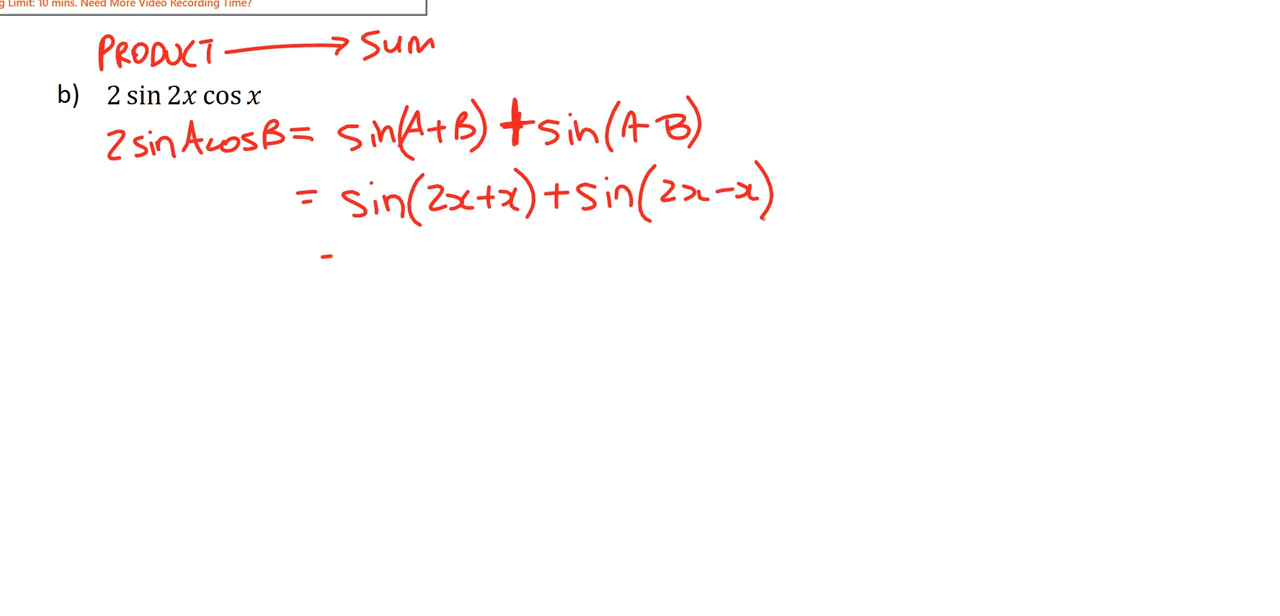 g Limit: 10 mins. Need More Video Recording Time?
PRODUCT ⟶ SUM
b) 2 sin 2x cos x
2 sin A cos B = sin(A+B) + sin(A-B)
= sin(2x+x) + sin(2x-x)
=